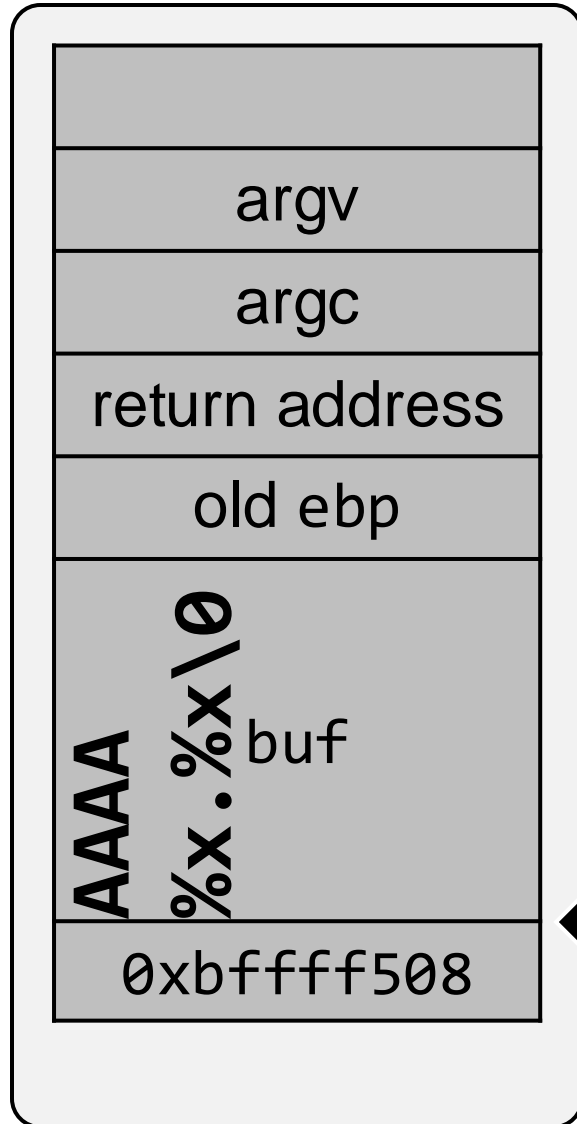 argv
argc
return address
old ebp
AAAA
%x.%x\0
buf
0xbffff508